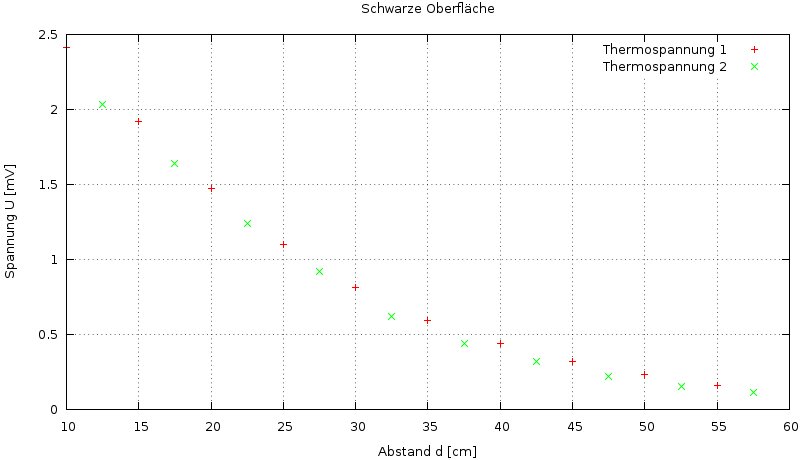 Schwarze Oberfläche
2.5
2
1.5
1
0.5
0
Spannung U [mV]
Thermospannung 1
Thermospannung 2
10 15 20 25 30 35 40 45 50 55 60
Abstand d [cm]